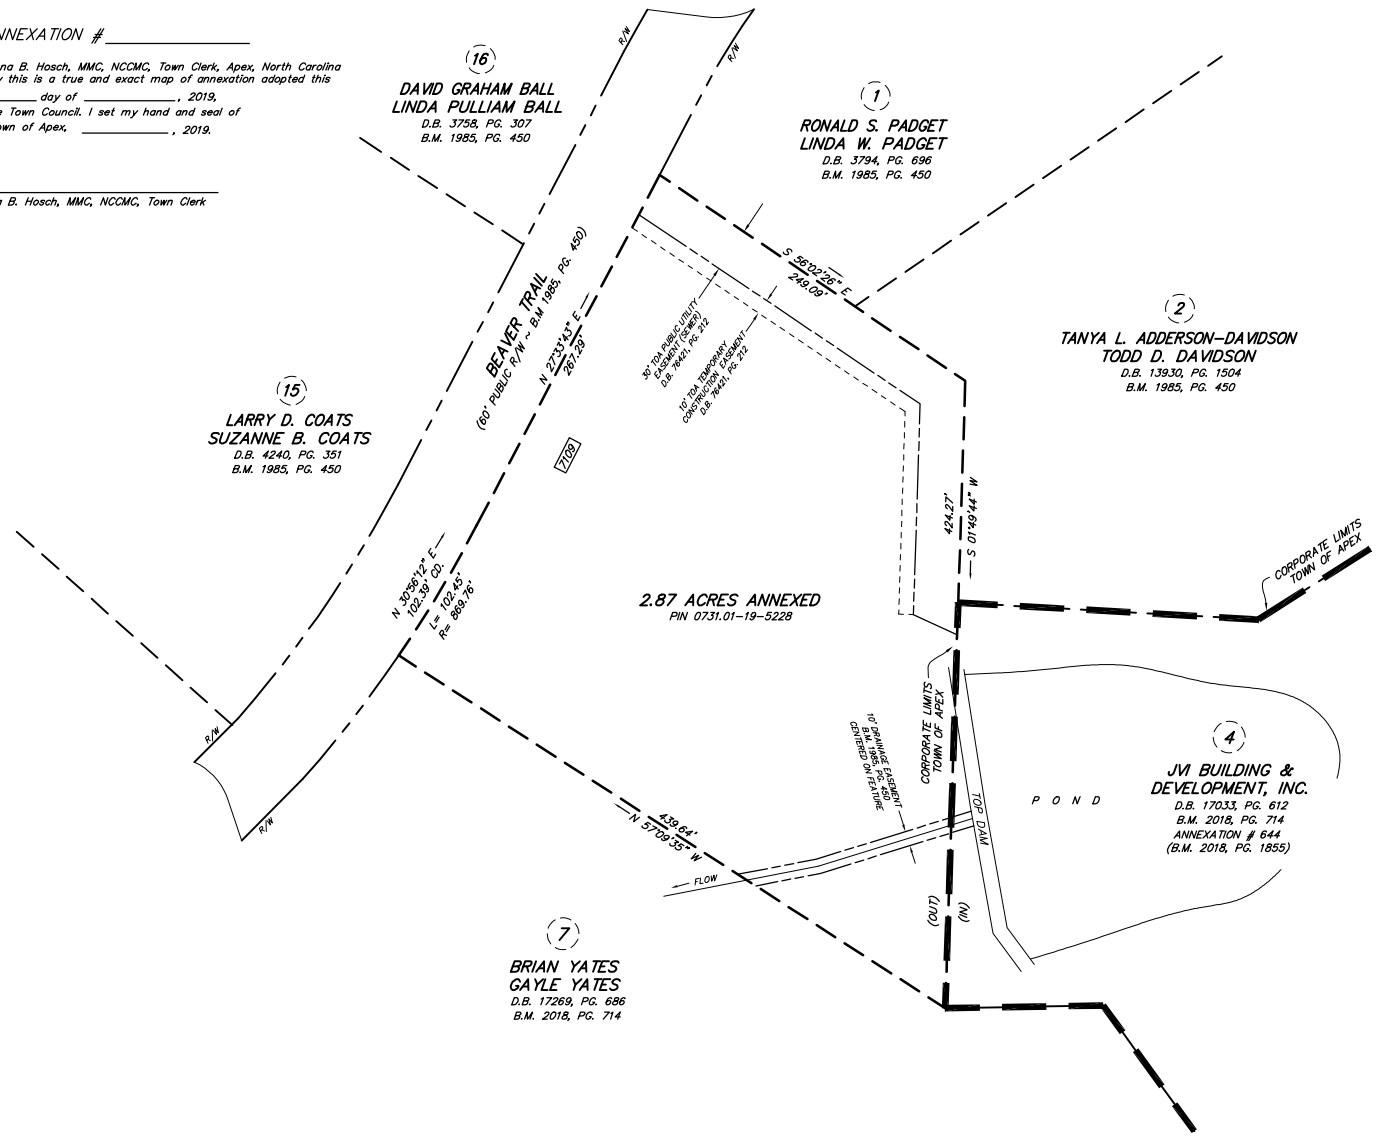 NNEXATION #
na B. Hosch, MMC, NCCMC, Town Clerk, Apex, North Carolina
y this is a true and exact map of annexation adopted this
day of , 2019,
e Town Council. I set my hand and seal of
own of Apex, , 2019.
B. Hosch, MMC, NCCMC, Town Clerk
16
DAVID GRAHAM BALL
LINDA PULLIAM BALL
D.B. 3758, PG. 307
B.M. 1985, PG. 450
R/W
R/W
1
RONALD S. PADGET
LINDA W. PADGET
D.B. 3794, PG. 696
B.M. 1985, PG. 450
S 56°02'26" E
249.09'
2
TANYA L. ADDERSON-DAVIDSON
TODD D. DAVIDSON
D.B. 13930, PG. 1504
B.M. 1985, PG. 450
BEAVER TRAIL
(60' PUBLIC R/W ~ B.M 1985, PG. 450)
N 27°33'43" E
267.29'
30' TOA PUBLIC UTILITY
EASEMENT (SEWER)
D.B. 76421, PG. 212
10' TOA TEMPORARY
CONSTRUCTION EASEMENT
D.B. 76421, PG. 212
15
LARRY D. COATS
SUZANNE B. COATS
D.B. 4240, PG. 351
B.M. 1985, PG. 450
7109
424.27'
S 01°49'44" W
CORPORATE LIMITS
TOWN OF APEX
N 30°56'12" E
102.39' CD.
L= 102.45'
R= 869.76'
2.87 ACRES ANNEXED
PIN 0731.01-19-5228
CORPORATE LIMITS
TOWN OF APEX
10' DRAINAGE EASEMENT
B.M. 1985, PG. 450
CENTERED ON FEATURE
TOP DAM
POND
4
JVI BUILDING &
DEVELOPMENT, INC.
D.B. 17033, PG. 612
B.M. 2018, PG. 714
ANNEXATION # 644
(B.M. 2018, PG. 1855)
R/W
R/W
439.64'
N 57°09'35" W
FLOW
(OUT)
(IN)
7
BRIAN YATES
GAYLE YATES
D.B. 17269, PG. 686
B.M. 2018, PG. 714